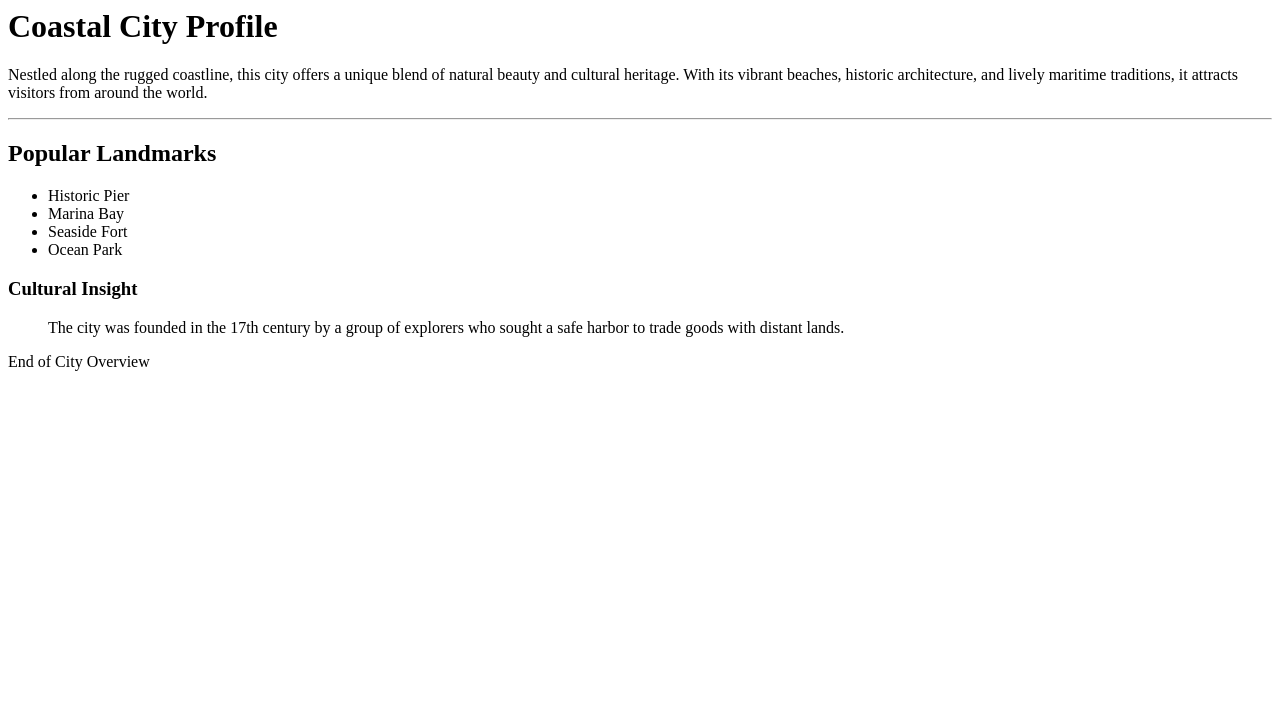 Coastal City Profile
Nestled along the rugged coastline, this city offers a unique blend of natural beauty and cultural heritage. With its vibrant beaches, historic architecture, and lively maritime traditions, it attracts
visitors from around the world.
Popular Landmarks
Historic Pier
Marina Bay
Seaside Fort
Ocean Park
Cultural Insight
The city was founded in the 17th century by a group of explorers who sought a safe harbor to trade goods with distant lands.
End of City Overview